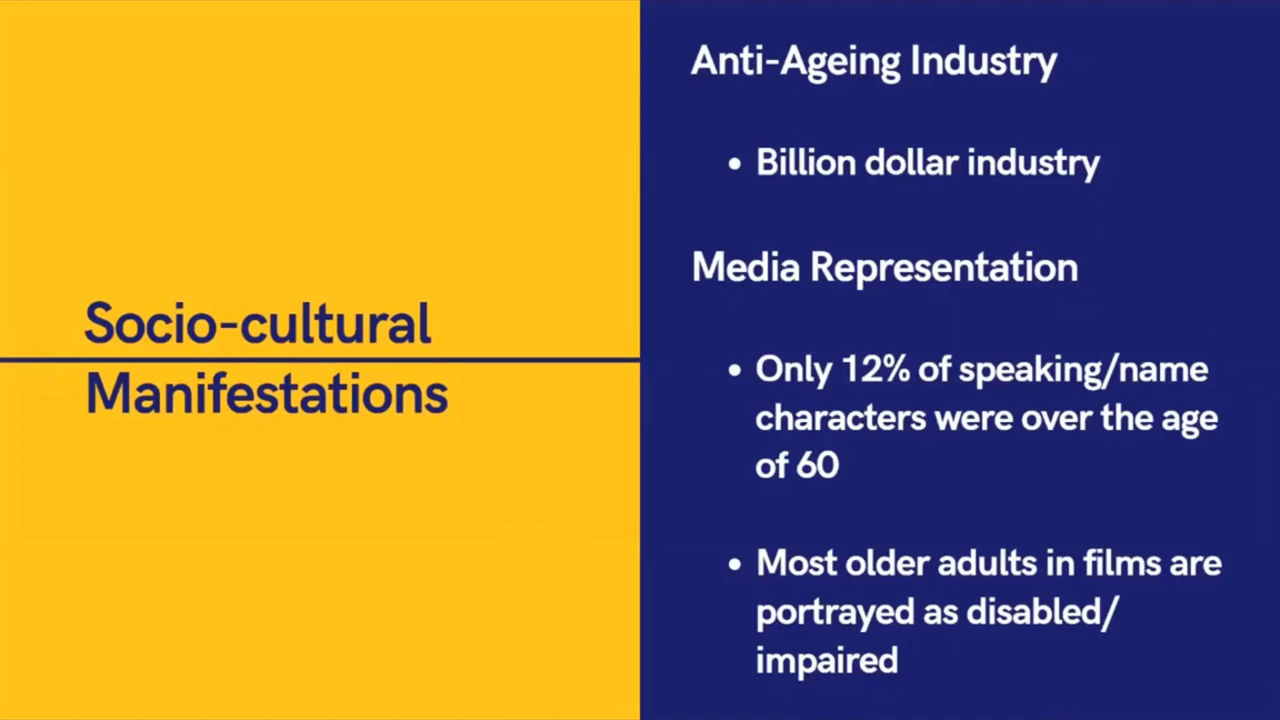 Socio-cultural
Manifestations
Anti-Ageing Industry
• Billion dollar industry
Media Representation
• Only 12% of speaking/name
characters were over the age
of 60
• Most older adults in films are
portrayed as disabled/
impaired